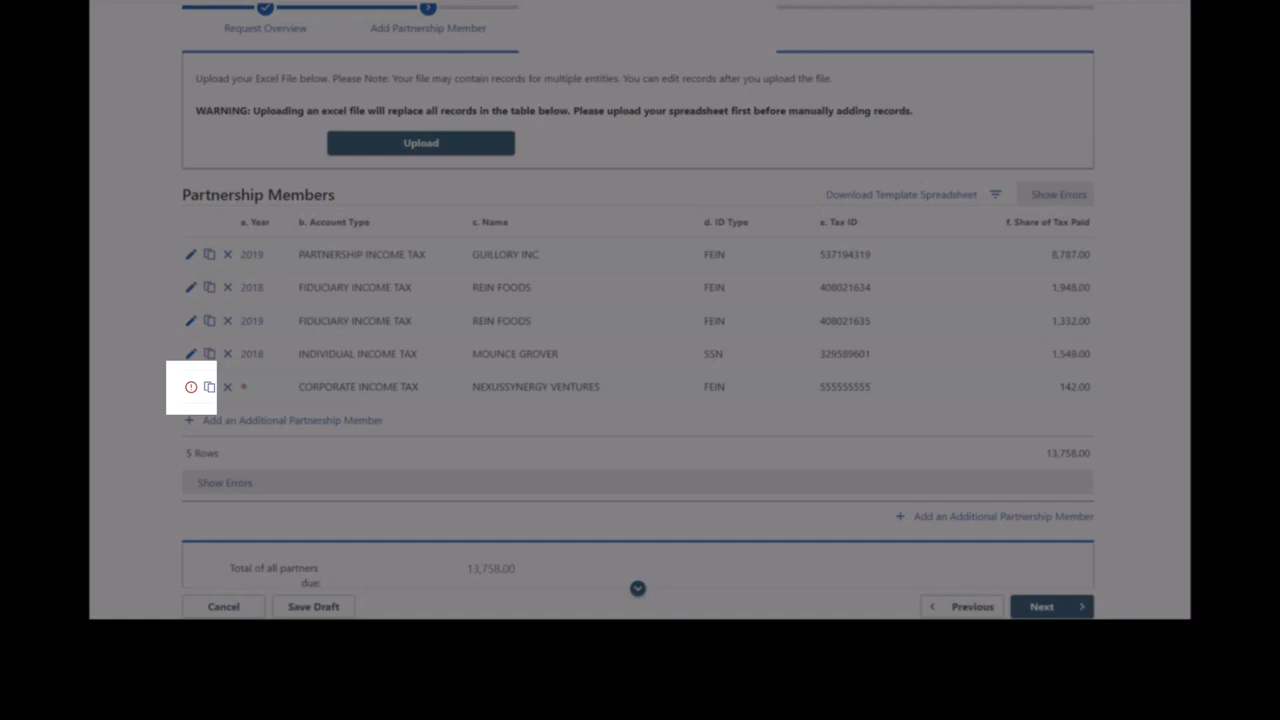 Request Overview
Add Partnership Member
Upload your Excel File below. Please Note: Your file may contain records for multiple entities. You can edit records after you upload the file.
WARNING: Uploading an excel file will replace all records in the table below. Please upload your spreadsheet first before manually adding records.
Upload
Partnership Members
Download Template Spreadsheet
Show Errors
a. Year b. Account Type c. Name d. ID Type e. Tax ID f. Share of Tax Paid
2019 PARTNERSHIP INCOME TAX GUILLORY INC FEIN 537194319 8,787.00
2018 FIDUCIARY INCOME TAX REIN FOODS FEIN 408021634 1,948.00
2019 FIDUCIARY INCOME TAX REIN FOODS FEIN 408021635 1,332.00
2018 INDIVIDUAL INCOME TAX MOUNCE GROVER SSN 329589601 1,549.00
* CORPORATE INCOME TAX NEXUSSYNERGY VENTURES FEIN 555555555 142.00
+ Add an Additional Partnership Member
5 Rows 13,758.00
Show Errors
+ Add an Additional Partnership Member
Total of all partners due: 13,758.00
Cancel
Save Draft
< Previous
Next >